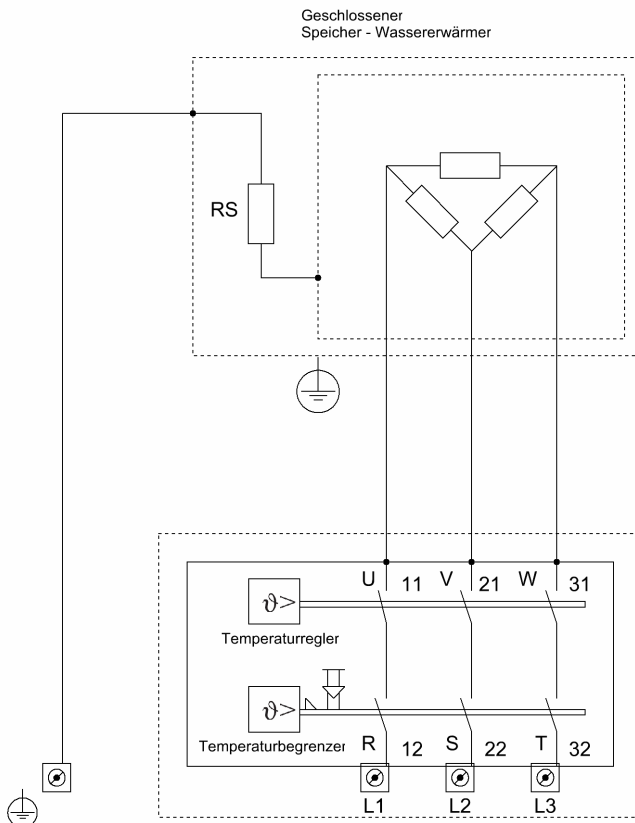 Geschlossener
Speicher - Wassererwärmer
RS
U 11 V 21 W 31
ϑ>
Temperaturregler
ϑ>
Temperaturbegrenzer
R 12 S 22 T 32
L1 L2 L3